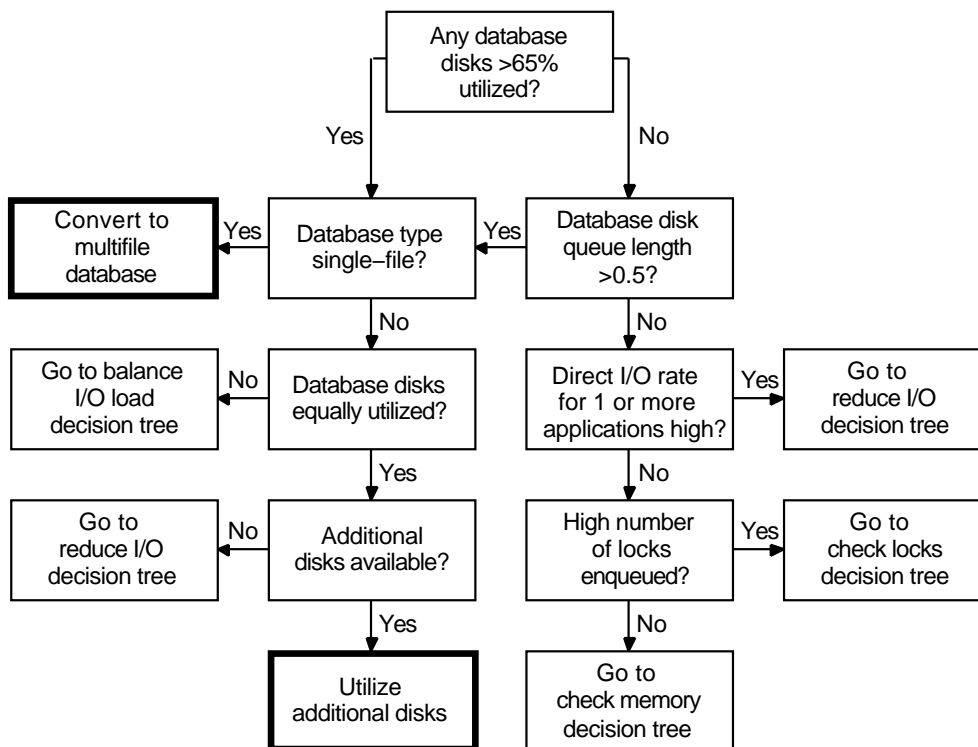 Any database
disks >65%
utilized?
Yes
No
Convert to
multifile
database
Yes
Database type
single–file?
Yes
Database disk
queue length
>0.5?
No
No
Go to balance
I/O load
decision tree
No
Database disks
equally utilized?
Direct I/O rate
for 1 or more
applications high?
Yes
Go to
reduce I/O
decision tree
Yes
No
Go to
reduce I/O
decision tree
No
Additional
disks available?
High number
of locks
enqueued?
Yes
Go to
check locks
decision tree
Yes
No
Utilize
additional disks
Go to
check memory
decision tree